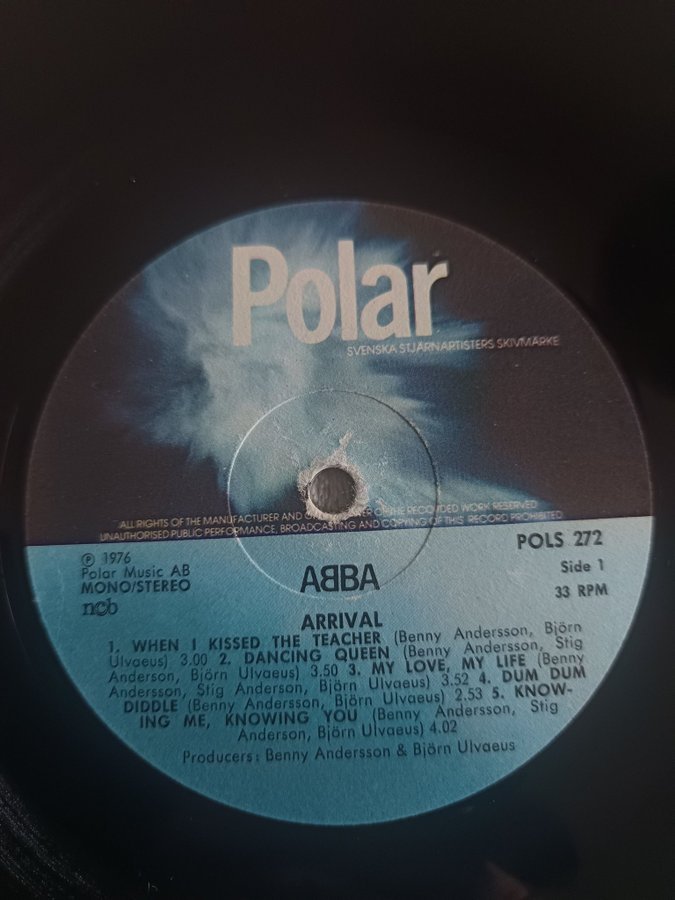 Polar
SVENSKA STJÄRNARTISTERS SKIVMÄRKE
ALL RIGHTS OF THE MANUFACTURER AND OF THE RECORDED WORK RESERVED
UNAUTHORISED PUBLIC PERFORMANCE, BROADCASTING AND COPYING OF THIS RECORD PROHIBITED
℗ 1976
Polar Music AB
MONO/STEREO
ncb
POLS 272
Side 1
33 RPM
ABBA
ARRIVAL
1. WHEN I KISSED THE TEACHER (Benny Andersson, Björn
Ulvaeus) 3.00 2. DANCING QUEEN (Benny Andersson, Stig
Anderson, Björn Ulvaeus) 3.50 3. MY LOVE, MY LIFE (Benny
Andersson, Stig Anderson, Björn Ulvaeus) 3.52 4. DUM DUM
DIDDLE (Benny Andersson, Björn Ulvaeus) 2.53 5. KNOW-
ING ME, KNOWING YOU (Benny Andersson, Stig
Anderson, Björn Ulvaeus) 4.02
Producers: Benny Andersson & Björn Ulvaeus